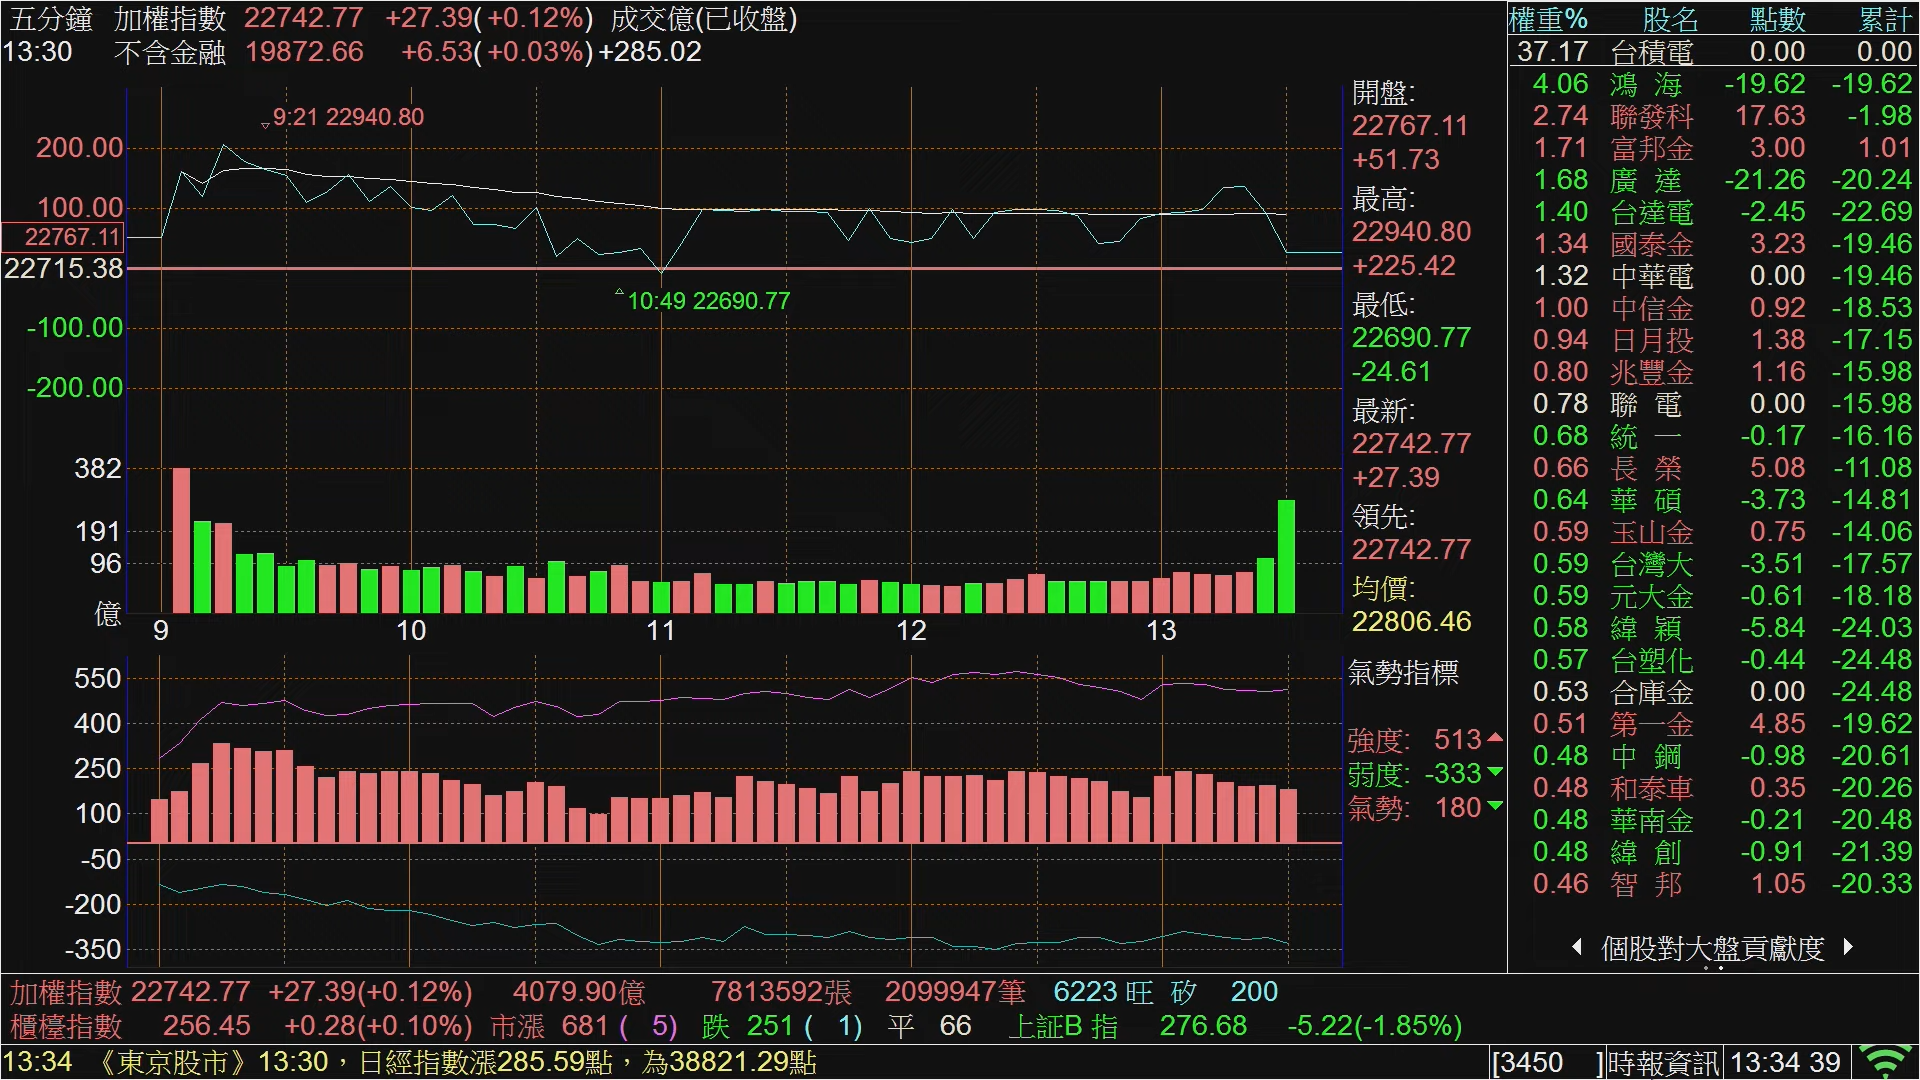 五分鐘 加權指數 22742.77 +27.39( +0.12%) 成交億(已收盤)
13:30 不含金融 19872.66 +6.53( +0.03%) +285.02
9:21 22940.80
200.00
100.00
22767.11
22715.38
10:49 22690.77
-100.00
-200.00
382
191
96
億
9 10 11 12 13
開盤:
22767.11
+51.73
最高:
22940.80
+225.42
最低:
22690.77
-24.61
最新:
22742.77
+27.39
領先:
22742.77
均價:
22806.46
550
400
250
100
-50
-200
-350
氣勢指標
強度: 513
弱度: -333
氣勢: 180
權重% 股名 點數 累計
37.17 台積電 0.00 0.00
4.06 鴻 海 -19.62 -19.62
2.74 聯發科 17.63 -1.98
1.71 富邦金 3.00 1.01
1.68 廣 達 -21.26 -20.24
1.40 台達電 -2.45 -22.69
1.34 國泰金 3.23 -19.46
1.32 中華電 0.00 -19.46
1.00 中信金 0.92 -18.53
0.94 日月投 1.38 -17.15
0.80 兆豐金 1.16 -15.98
0.78 聯 電 0.00 -15.98
0.68 統 一 -0.17 -16.16
0.66 長 榮 5.08 -11.08
0.64 華 碩 -3.73 -14.81
0.59 玉山金 0.75 -14.06
0.59 台灣大 -3.51 -17.57
0.59 元大金 -0.61 -18.18
0.58 緯 穎 -5.84 -24.03
0.57 台塑化 -0.44 -24.48
0.53 合庫金 0.00 -24.48
0.51 第一金 4.85 -19.62
0.48 中 鋼 -0.98 -20.61
0.48 和泰車 0.35 -20.26
0.48 華南金 -0.21 -20.48
0.48 緯 創 -0.91 -21.39
0.46 智 邦 1.05 -20.33
個股對大盤貢獻度
加權指數 22742.77 +27.39(+0.12%) 4079.90億 7813592張 2099947筆 6223 旺 矽 200
櫃檯指數 256.45 +0.28(+0.10%) 市漲 681 ( 5) 跌 251 ( 1) 平 66 上証B 指 276.68 -5.22(-1.85%)
13:34 《東京股市》13:30，日經指數漲285.59點，為38821.29點 [3450 ] 時報資訊 13:34 39